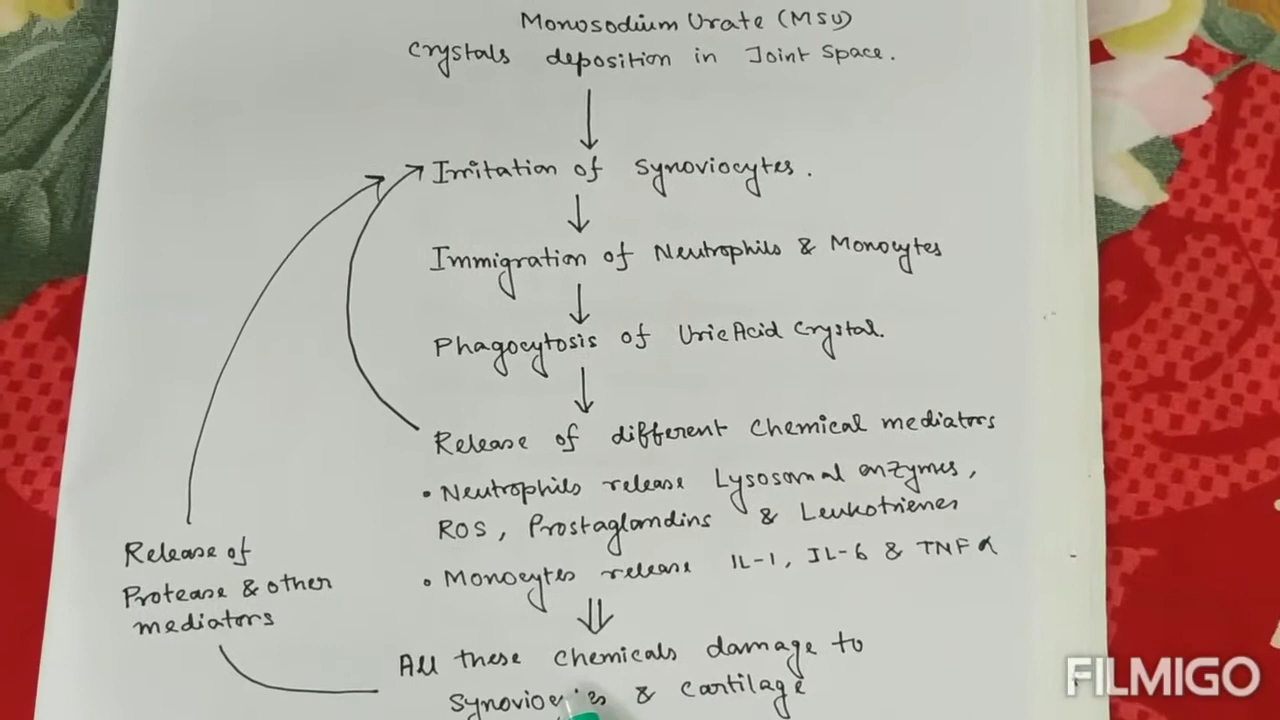 Monosodium Urate (MSU)
Crystals deposition in Joint Space.
Irritation of Synoviocytes.
Immigration of Neutrophils & Monocytes
Phagocytosis of Uric Acid Crystal.
Release of different chemical mediators
• Neutrophils release Lysosomal enzymes,
ROS, Prostaglandins & Leukotrienes
• Monocytes release IL-1, IL-6 & TNF α
All these chemicals damage to
& cartilage
Release of
Protease & other
mediators
FILMIGO